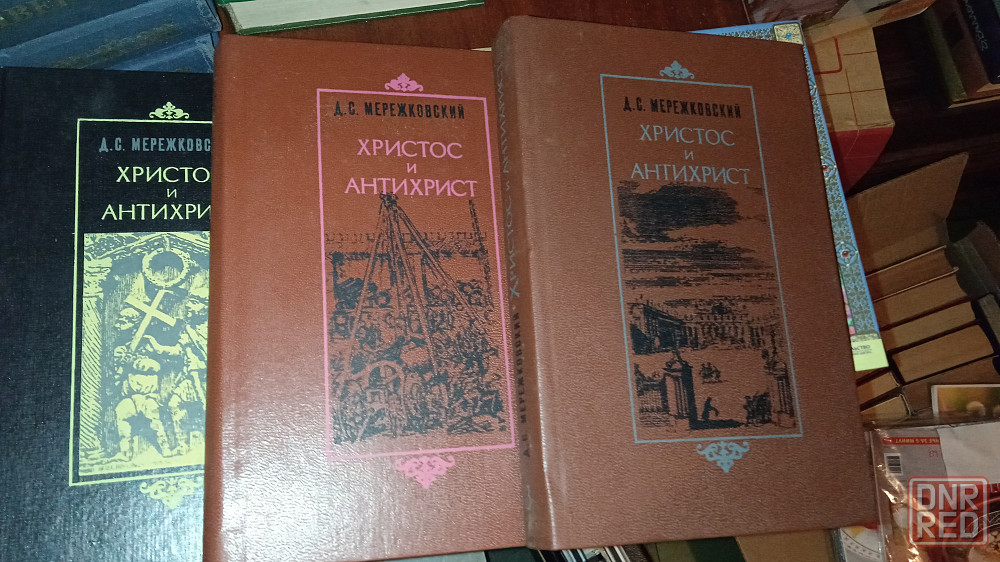 Д.С. МЕРЕЖКОВС
ХРИСТО
И
АНТИХРИ
Д.С. МЕРЕЖКОВСКИЙ
ХРИСТОС
И
АНТИХРИСТ
Д.С. МЕРЕЖКОВСКИЙ
ХРИСТОС
И
АНТИХРИСТ
Д.С. МЕРЕЖКОВСКИЙ ХРИСТОС И АНТИХРИСТ
DNR
RED